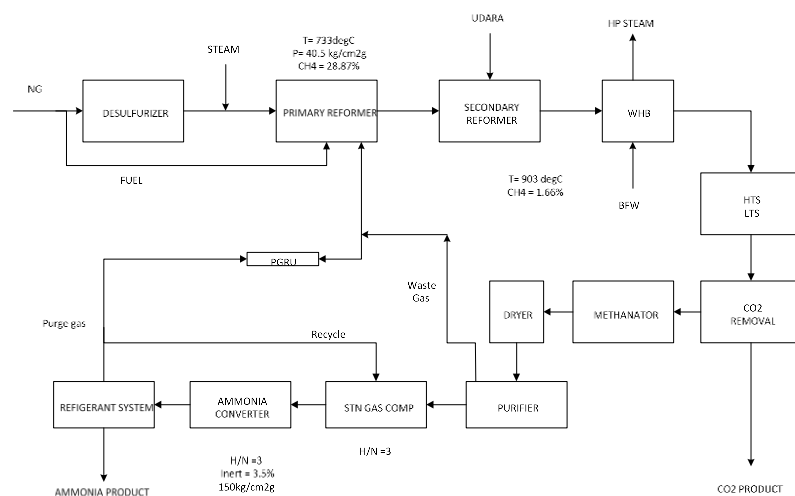 UDARA
HP STEAM
T= 733degC
P= 40.5 kg/cm2g
CH4 = 28.87%
STEAM
NG
DESULFURIZER
PRIMARY REFORMER
SECONDARY
REFORMER
WHB
FUEL
T= 903 degC
CH4 = 1.66%
BFW
HTS
LTS
PGRU
Waste
Gas
DRYER
METHANATOR
CO2
REMOVAL
Purge gas
Recycle
REFIGERANT SYSTEM
AMMONIA
CONVERTER
STN GAS COMP
PURIFIER
H/N =3
H/N =3
Inert = 3.5%
150kg/cm2g
AMMONIA PRODUCT
CO2 PRODUCT